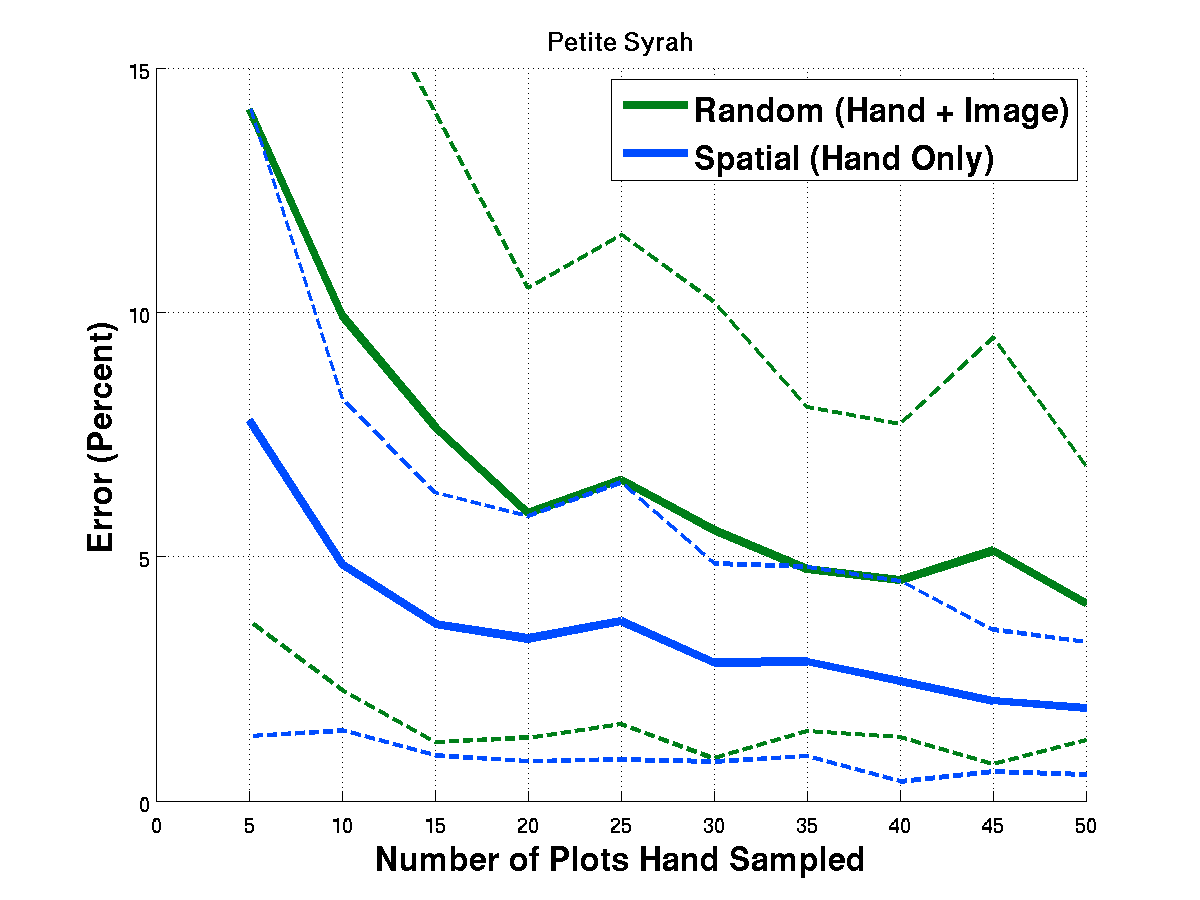 Petite Syrah
Random (Hand + Image)
Spatial (Hand Only)
15
10
5
0
Error (Percent)
0 5 10 15 20 25 30 35 40 45 50
Number of Plots Hand Sampled